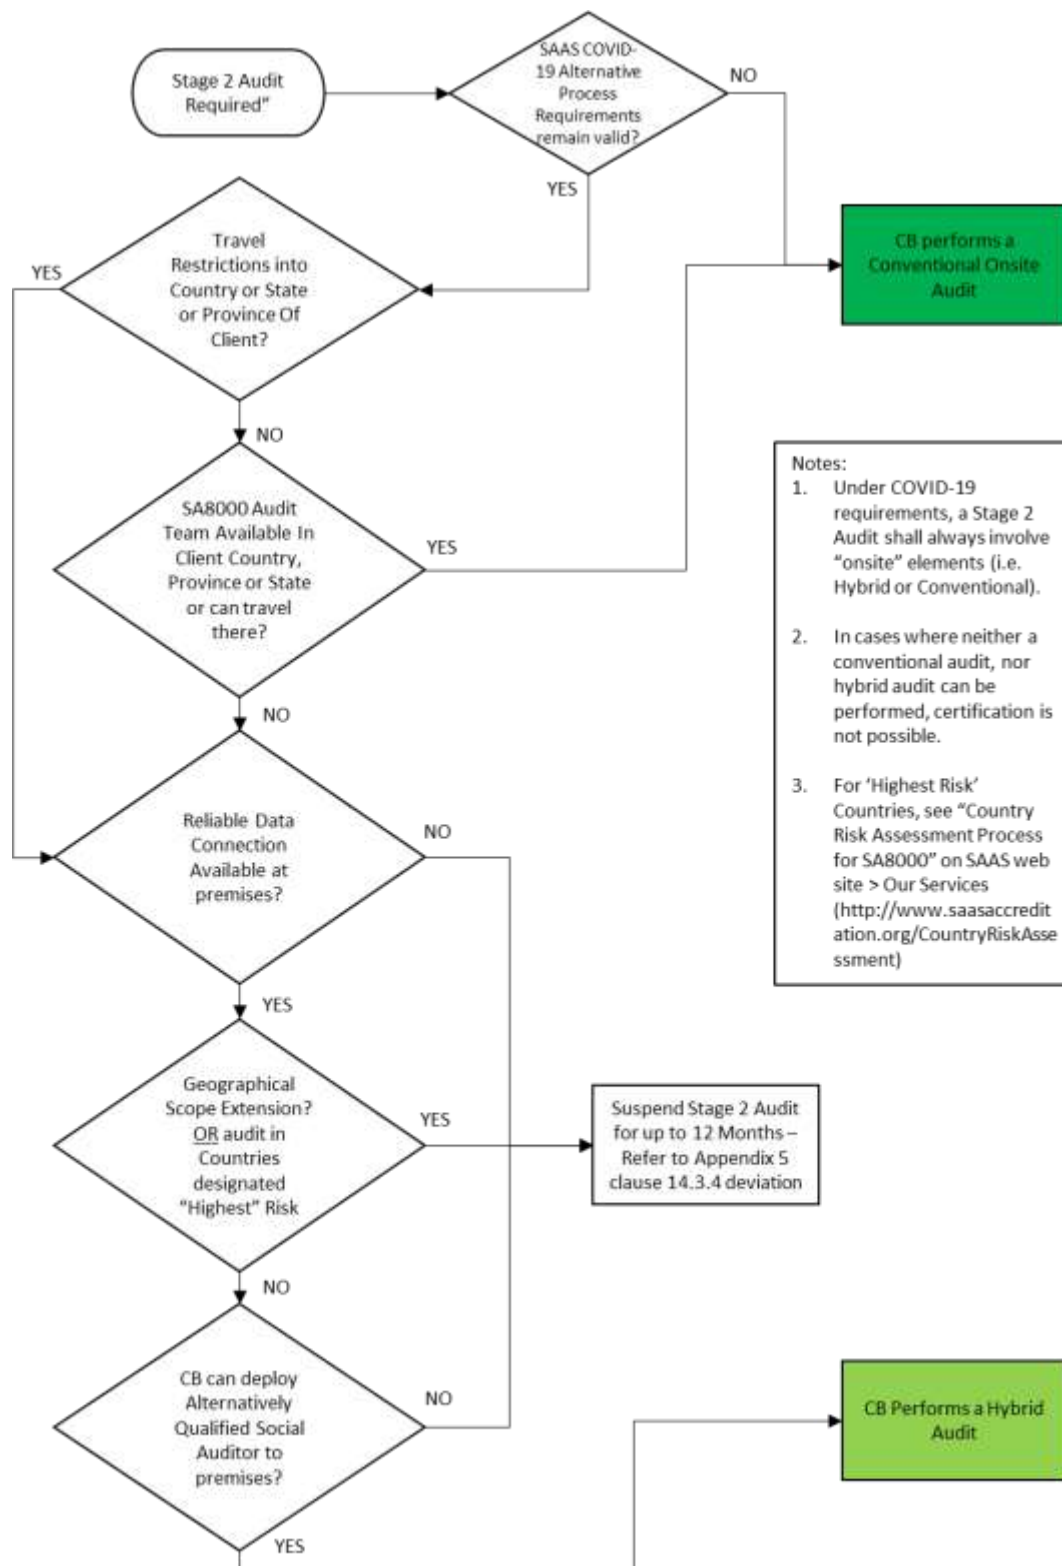 Stage 2 Audit
Required"
SAAS COVID-
19 Alternative
Process
Requirements
remain valid?
NO
YES
Travel
Restrictions into
Country or State
or Province Of
Client?
YES
NO
CB performs a
Conventional Onsite
Audit
SA8000 Audit
Team Available In
Client Country,
Province or State
or can travel
there?
YES
NO
Notes:
1. Under COVID-19
requirements, a Stage 2
Audit shall always involve
"onsite" elements (i.e.
Hybrid or Conventional).
2. In cases where neither a
conventional audit, nor
hybrid audit can be
performed, certification is
not possible.
3. For 'Highest Risk'
Countries, see "Country
Risk Assessment Process
for SA8000" on SAAS web
site > Our Services
(http://www.saasaccredit
ation.org/CountryRiskAsse
ssment)
Reliable Data
Connection
Available at
premises?
NO
YES
Geographical
Scope Extension?
OR audit in
Countries
designated
"Highest" Risk
YES
NO
Suspend Stage 2 Audit
for up to 12 Months –
Refer to Appendix 5
clause 14.3.4 deviation
CB can deploy
Alternatively
Qualified Social
Auditor to
premises?
NO
YES
CB Performs a Hybrid
Audit